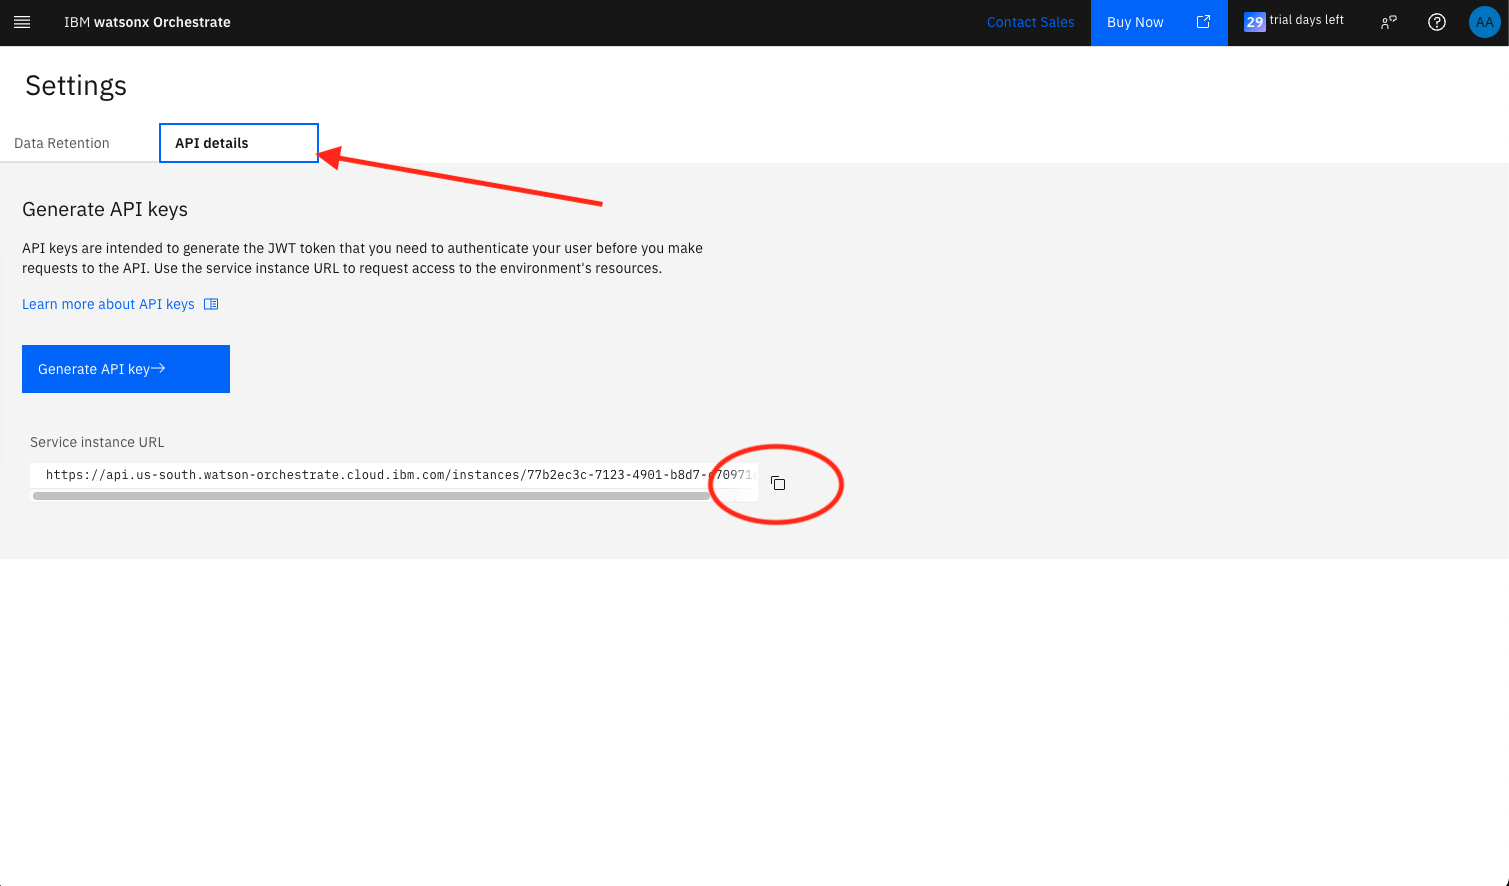 IBM watsonx Orchestrate
Contact Sales
Buy Now
29 trial days left
AA
Settings
Data Retention
API details
Generate API keys
API keys are intended to generate the JWT token that you need to authenticate your user before you make
requests to the API. Use the service instance URL to request access to the environment's resources.
Learn more about API keys
Generate API key
Service instance URL
https://api.us-south.watson-orchestrate.cloud.ibm.com/instances/77b2ec3c-7123-4901-b8d7-